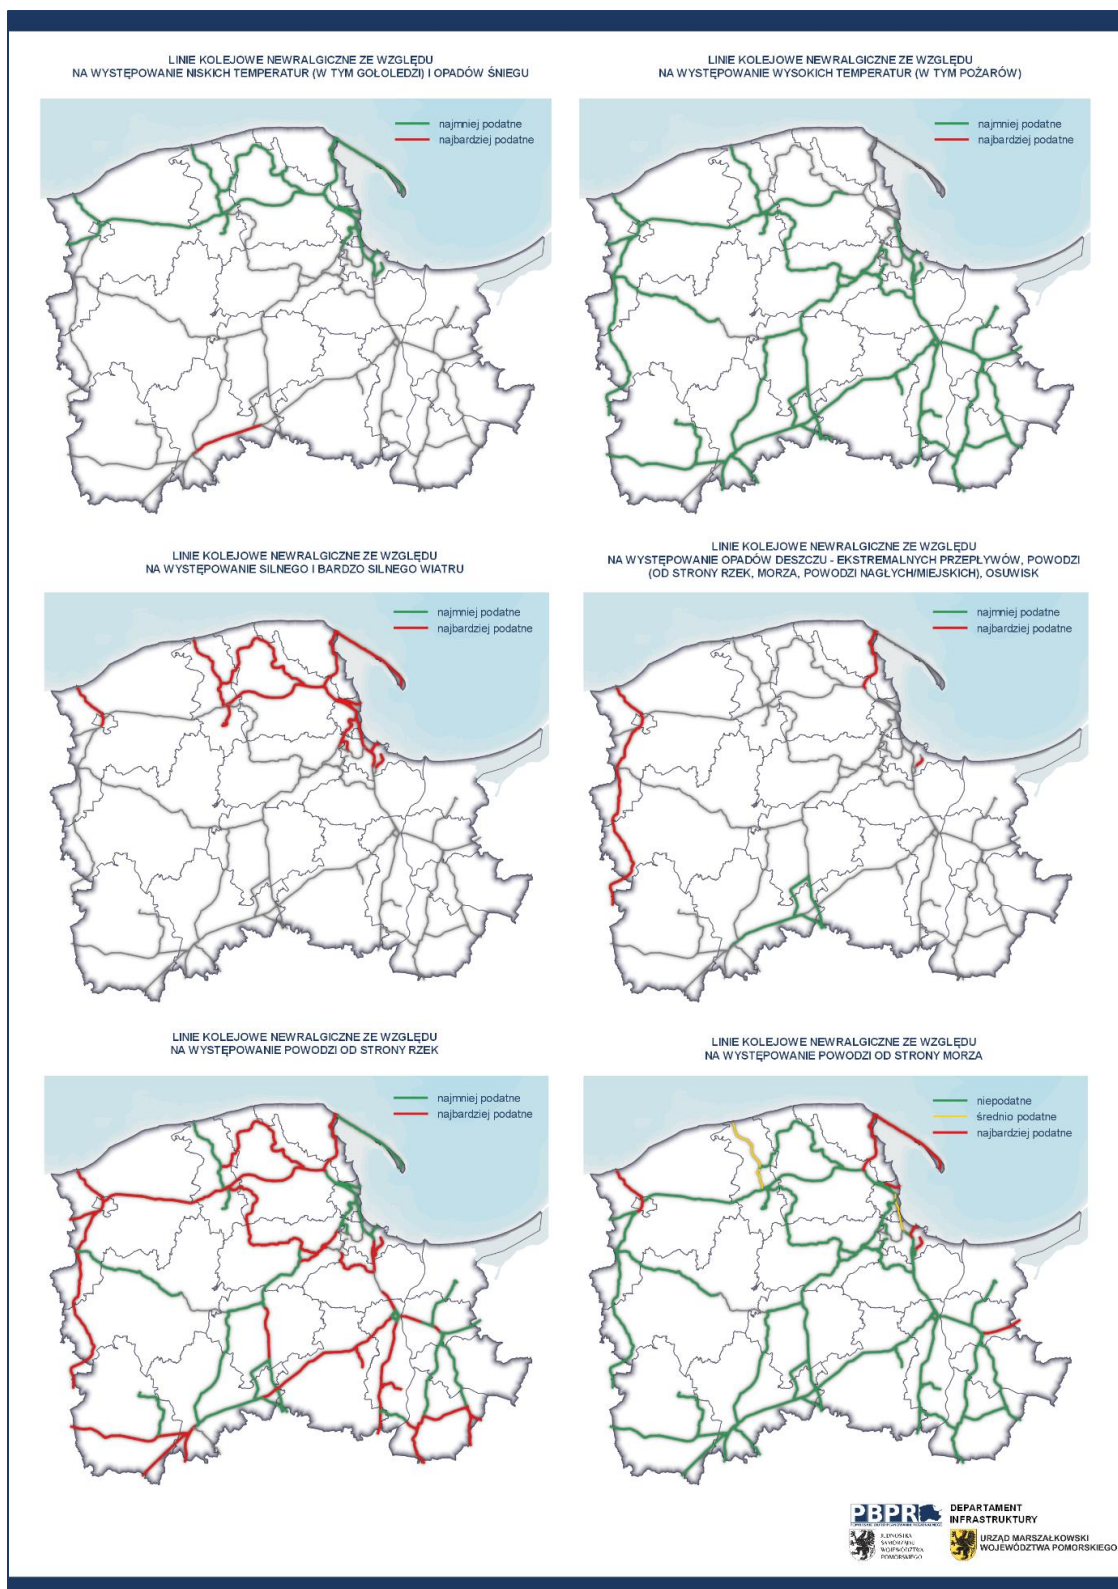 LINIE KOLEJOWE NEWRALGICZNE ZE WZGLĘDU
NA WYSTĘPOWANIE NISKICH TEMPERATUR (W TYM GOŁOLEDZI) I OPADÓW ŚNIEGU
najmniej podatne
najbardziej podatne
LINIE KOLEJOWE NEWRALGICZNE ZE WZGLĘDU
NA WYSTĘPOWANIE WYSOKICH TEMPERATUR (W TYM POŻARÓW)
najmniej podatne
najbardziej podatne
LINIE KOLEJOWE NEWRALGICZNE ZE WZGLĘDU
NA WYSTĘPOWANIE SILNEGO I BARDZO SILNEGO WIATRU
najmniej podatne
najbardziej podatne
LINIE KOLEJOWE NEWRALGICZNE ZE WZGLĘDU
NA WYSTĘPOWANIE OPADÓW DESZCZU - EKSTREMALNYCH PRZEPŁYWÓW, POWODZI
(OD STRONY RZEK, MORZA, POWODZI NAGŁYCH/MIEJSKICH), OSUWISK
najmniej podatne
najbardziej podatne
LINIE KOLEJOWE NEWRALGICZNE ZE WZGLĘDU
NA WYSTĘPOWANIE POWODZI OD STRONY RZEK
najmniej podatne
najbardziej podatne
LINIE KOLEJOWE NEWRALGICZNE ZE WZGLĘDU
NA WYSTĘPOWANIE POWODZI OD STRONY MORZA
niepodatne
średnio podatne
najbardziej podatne
PBPR
JEDNOSTKA
SAMORZĄDU
WOJEWÓDZTWA
POMORSKIEGO
DEPARTAMENT
INFRASTRUKTURY
URZĄD MARSZAŁKOWSKI
WOJEWÓDZTWA POMORSKIEGO